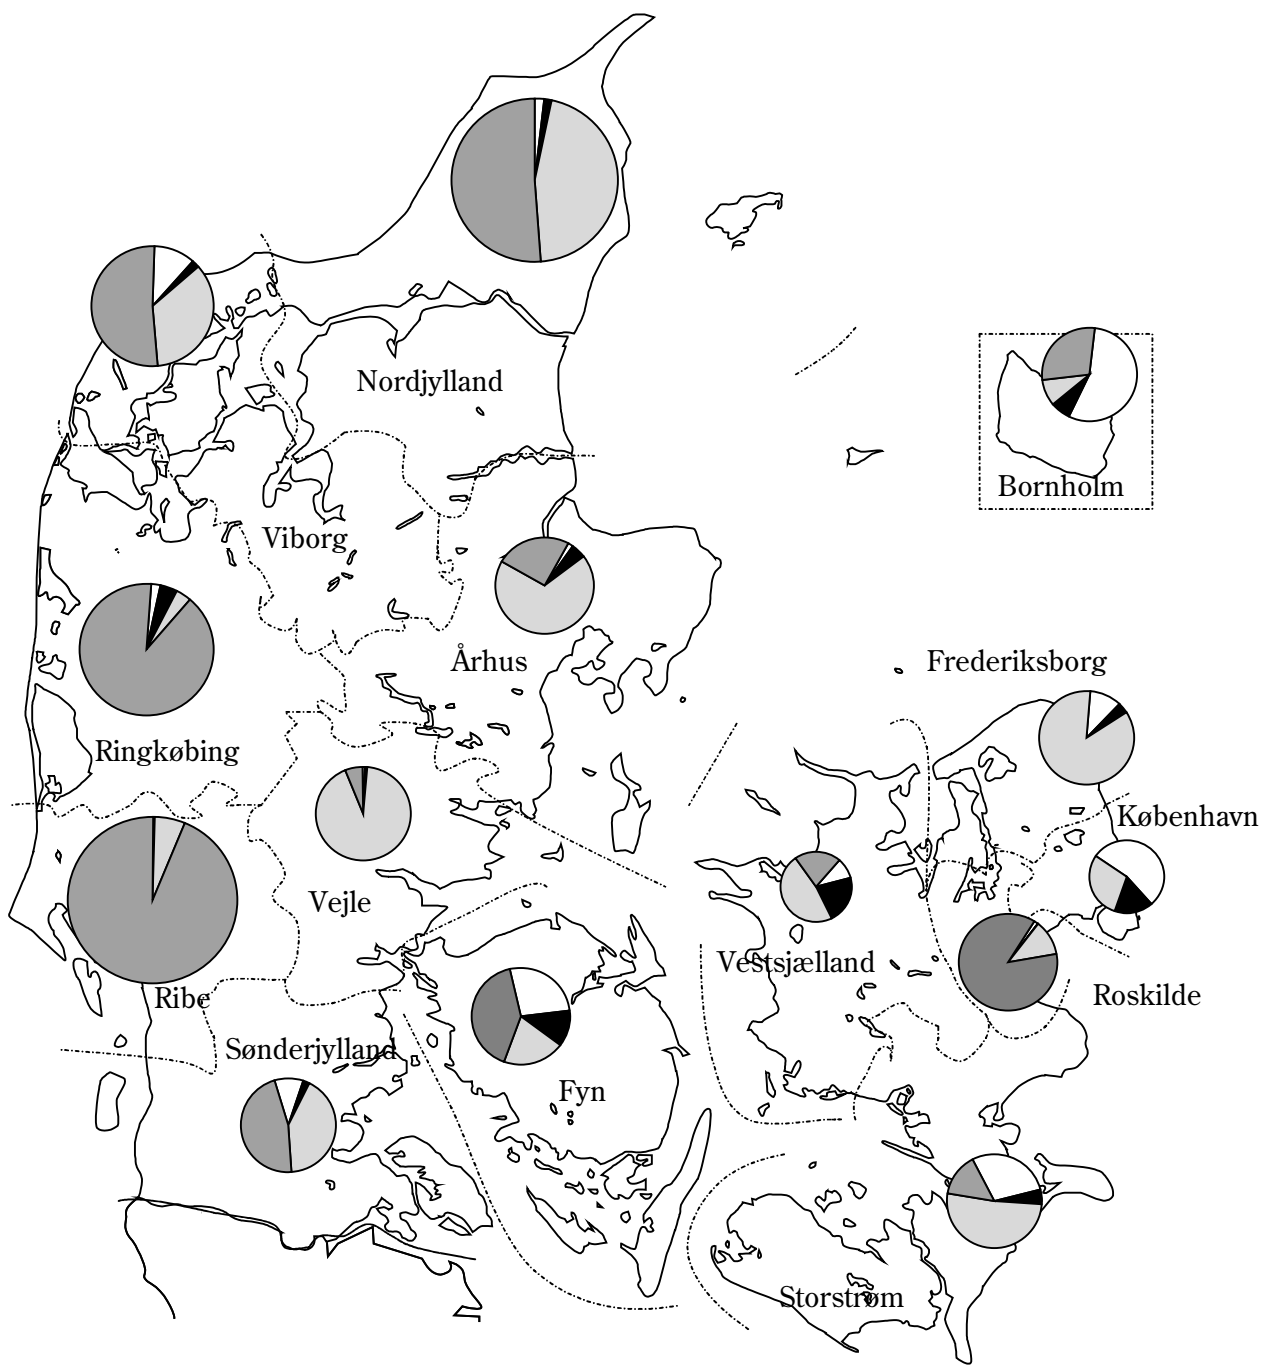 Nordjylland
Bornholm
Viborg
Århus
Frederiksborg
Ringkøbing
København
Vejle
Vestsjælland
Ribe
Roskilde
Sønderjylland
Fyn
Storstrøm